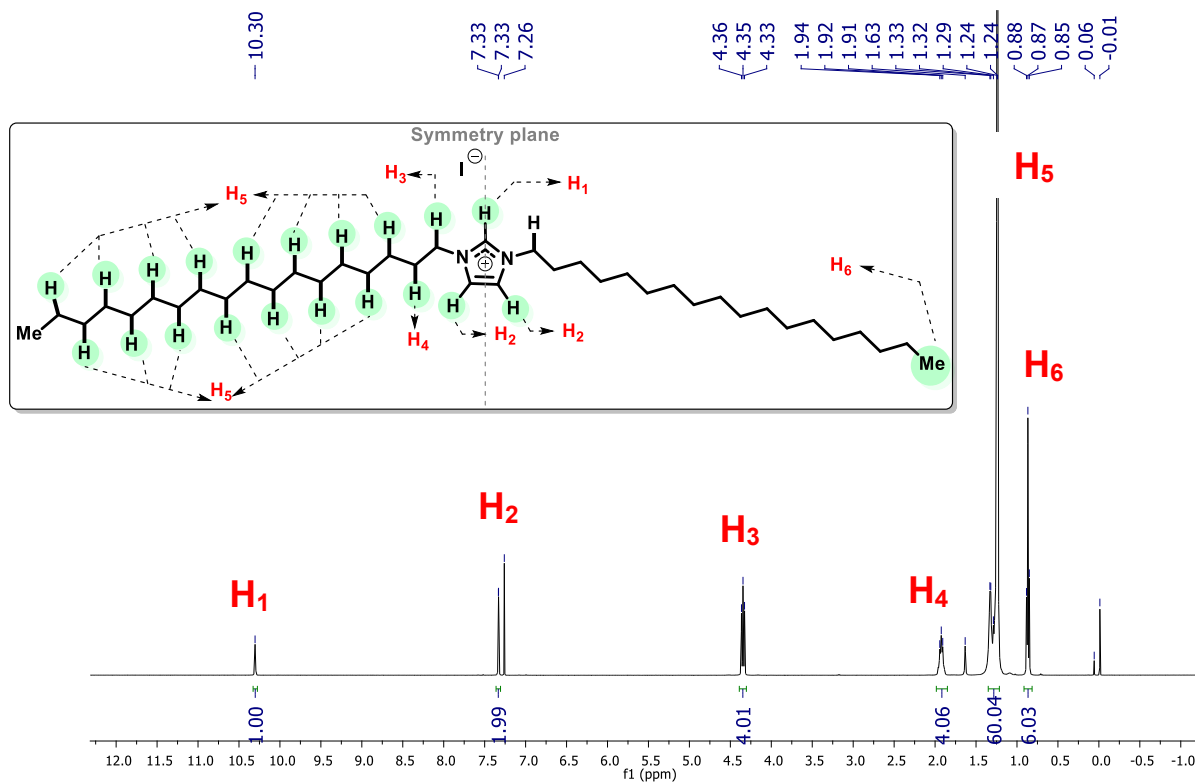 10.30
7.33
7.33
7.26
4.36
4.35
4.33
1.94
1.92
1.91
1.63
1.33
1.32
1.29
1.24
1.24
0.88
0.87
0.85
0.06
-0.01
Symmetry plane
I ⊖
H₃
H₁
H₅
H₅
H H H H H H H H H H H
H₆
N ⊕ N
H H H H H H H H H H H
Me
H₄
H₂
H₂
Me
H₅
H₆
H₂
H₃
H₁
H₄
1.00
1.99
4.01
4.06
60.04
6.03
12.0 11.5 11.0 10.5 10.0 9.5 9.0 8.5 8.0 7.5 7.0 6.5 6.0 5.5 5.0 4.5 4.0 3.5 3.0 2.5 2.0 1.5 1.0 0.5 0.0 -0.5 -1.0
f1 (ppm)